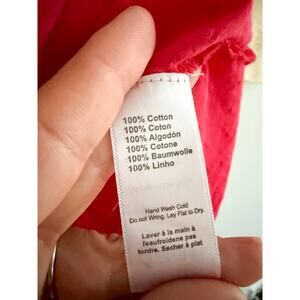 100% Cotton
100% Coton
100% Algodón
100% Cotone
100% Baumwolle
100% Linho
Hand Wash Cold
Do not Wring. Lay Flat to Dry.
Laver à la main à
l'eaufroidene pas
tordre. Secher à plat